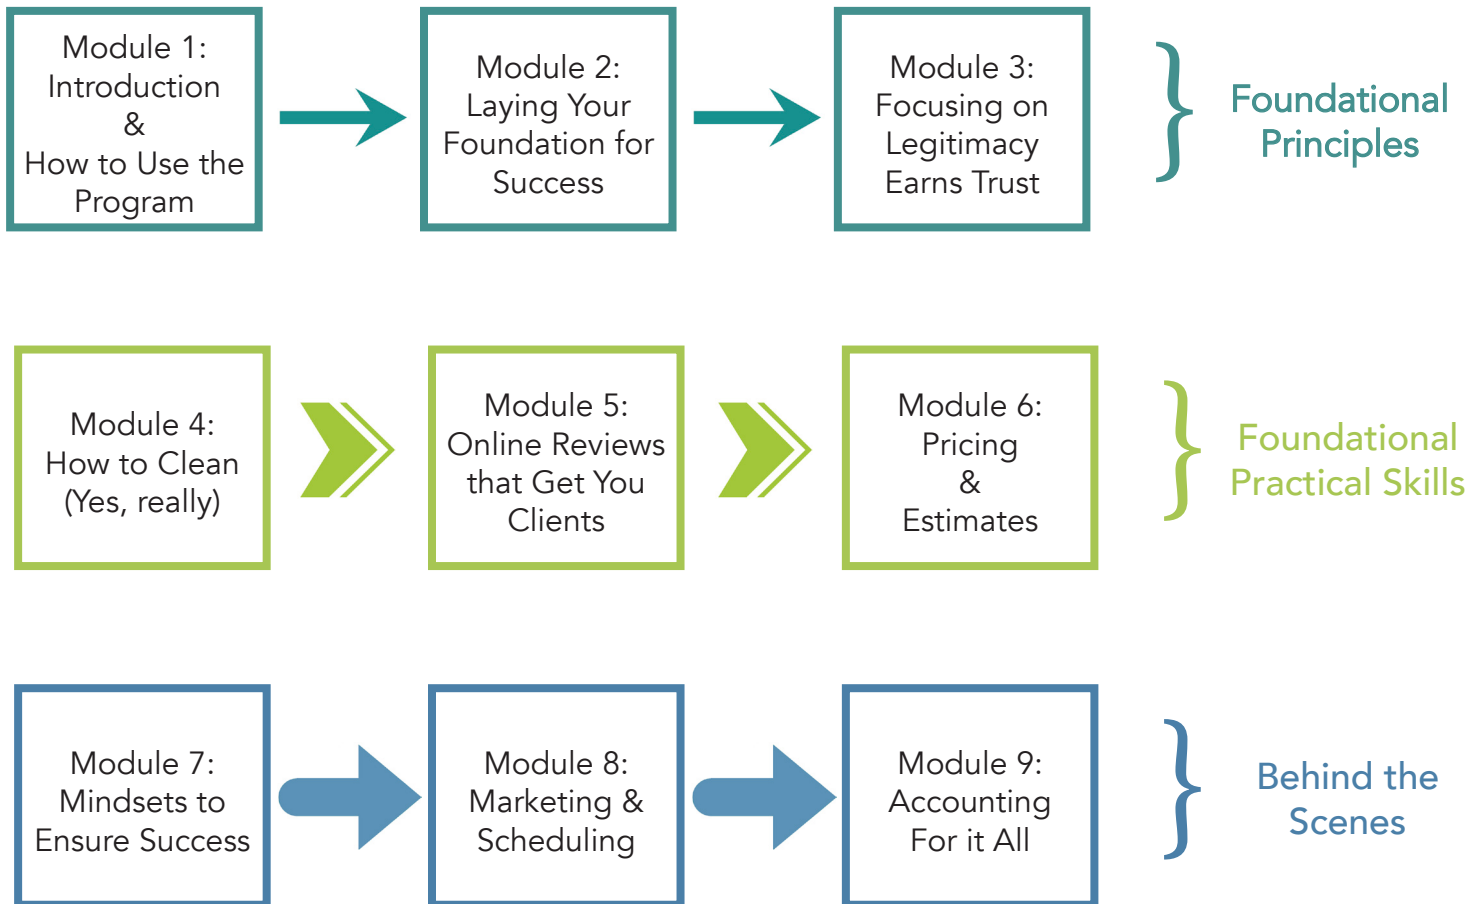 Module 1:
Introduction
&
How to Use the
Program
Module 2:
Laying Your
Foundation for
Success
Module 3:
Focusing on
Legitimacy
Earns Trust
Foundational
Principles
Module 4:
How to Clean
(Yes, really)
Module 5:
Online Reviews
that Get You
Clients
Module 6:
Pricing
&
Estimates
Foundational
Practical Skills
Module 7:
Mindsets to
Ensure Success
Module 8:
Marketing &
Scheduling
Module 9:
Accounting
For it All
Behind the
Scenes